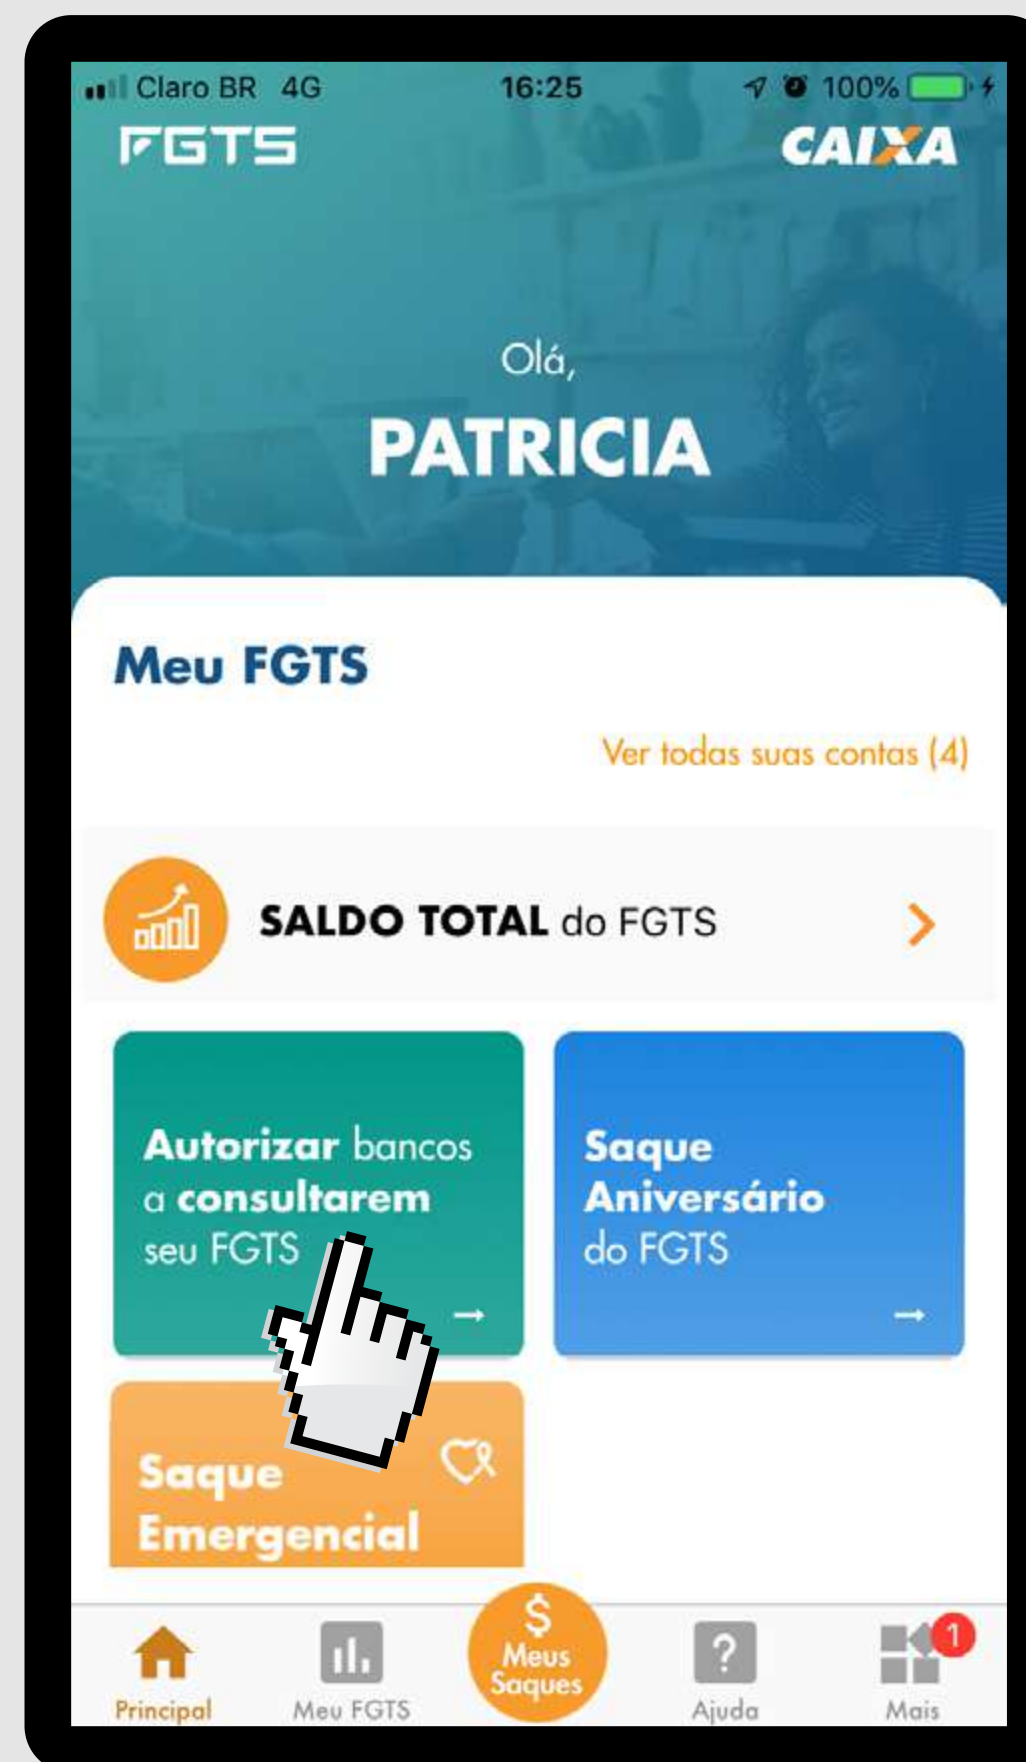 Claro BR 4G 16:25 100%
FGTS CAIXA
Olá,
PATRICIA
Meu FGTS
Ver todas suas contas (4)
SALDO TOTAL do FGTS
Autorizar bancos
a consultarem
seu FGTS
Saque
Aniversário
do FGTS
Saque
Emergencial
Principal
Meu FGTS
$
Meus
Saques
?
Ajuda
1
Mais